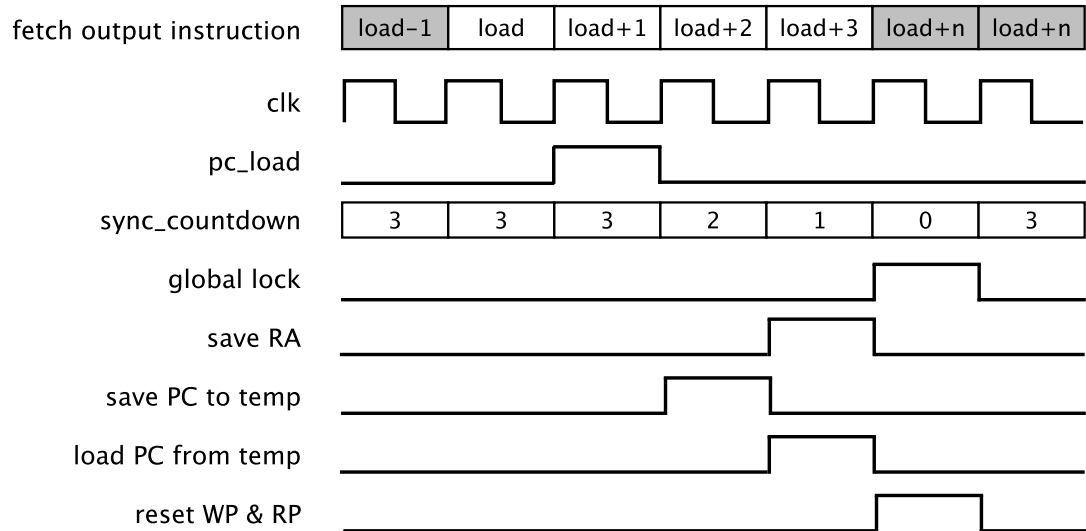 fetch output instruction load-1 load load+1 load+2 load+3 load+n load+n
clk
pc_load
sync_countdown 3 3 3 2 1 0 3
global lock
save RA
save PC to temp
load PC from temp
reset WP & RP